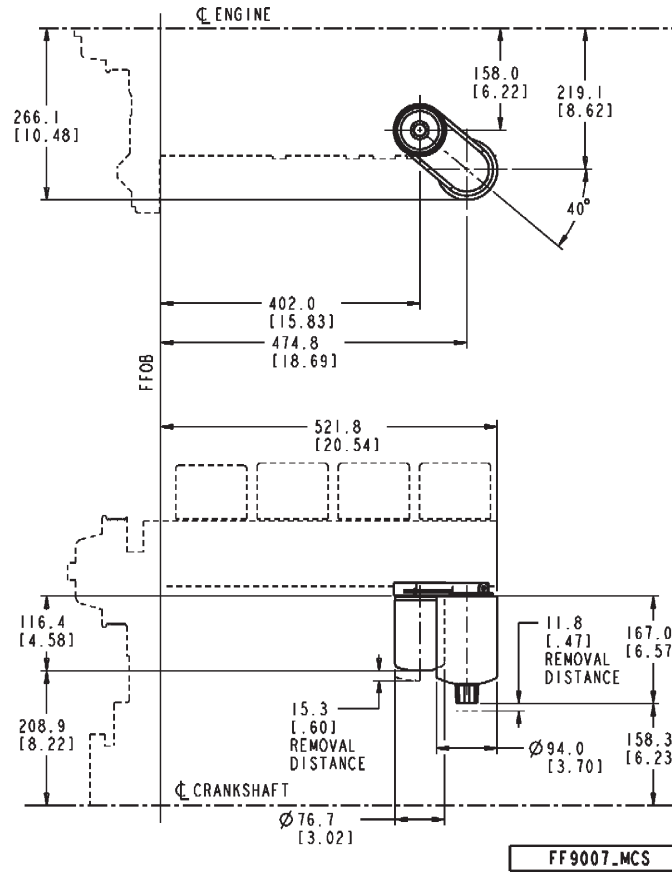 ℄ ENGINE
158.0
[6.22]
219.1
[8.62]
266.1
[10.48]
40°
402.0
[15.83]
474.8
[18.69]
FFOB
521.8
[20.54]
116.4
[4.58]
11.8
[.47]
REMOVAL
DISTANCE
167.0
[6.57]
15.3
[.60]
REMOVAL
DISTANCE
208.9
[8.22]
Ø94.0
[3.70]
158.3
[6.23]
℄ CRANKSHAFT
Ø76.7
[3.02]
FF9007_MCS